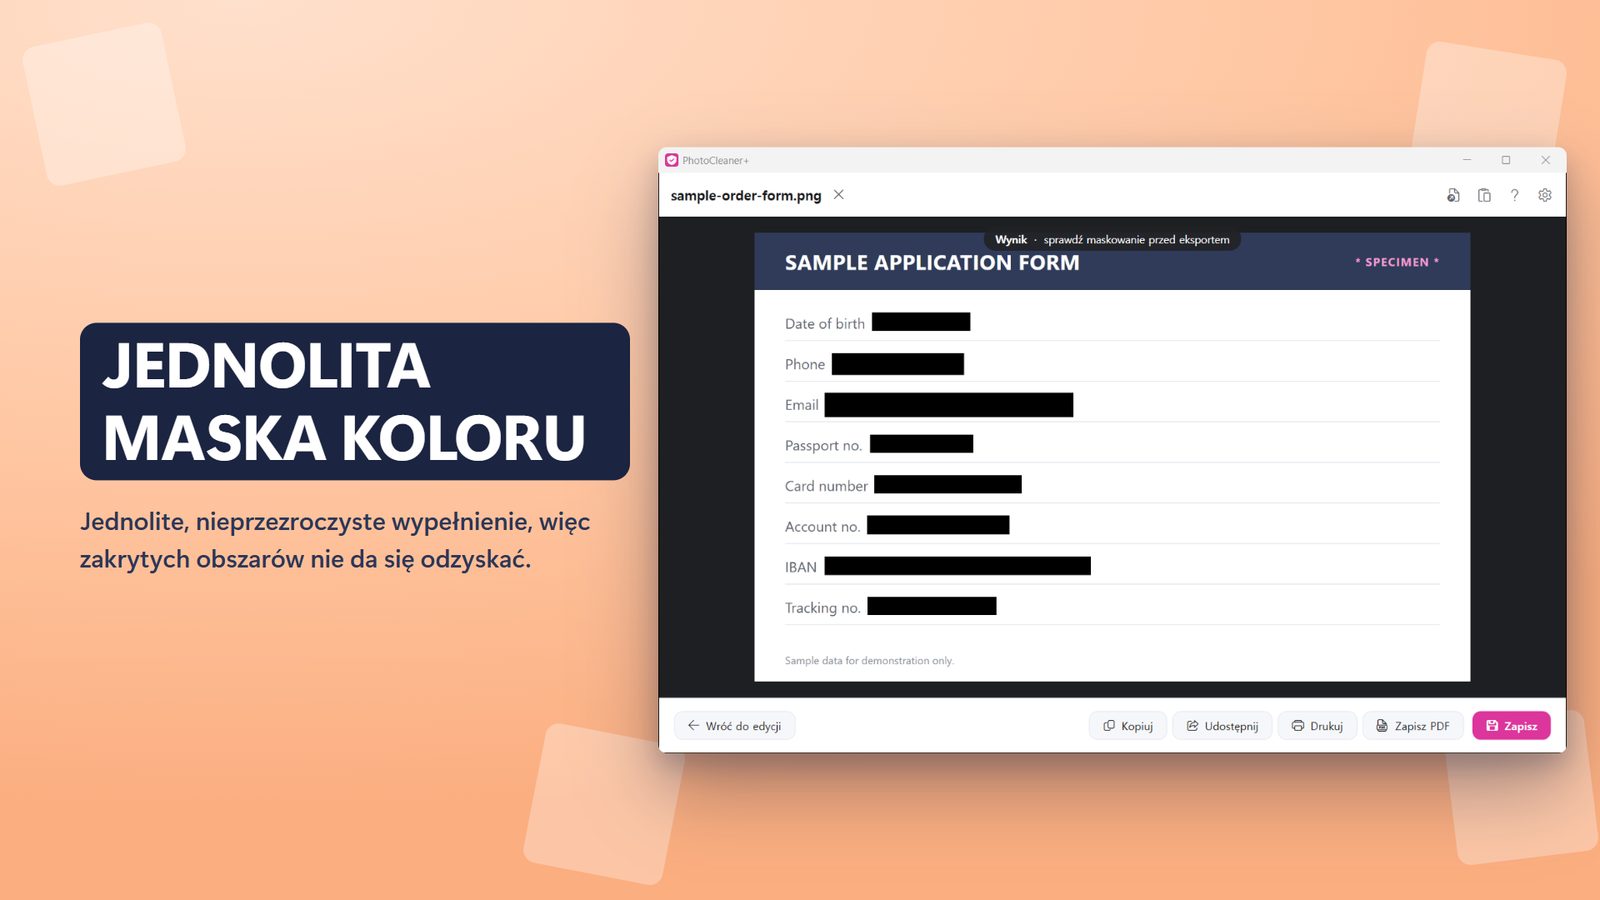 JEDNOLITA
MASKA KOLORU
Jednolite, nieprzezroczyste wypełnienie, więc
zakrytych obszarów nie da się odzyskać.
PhotoCleaner+
sample-order-form.png
Wynik · sprawdź maskowanie przed eksportem
SAMPLE APPLICATION FORM
* SPECIMEN *
Date of birth
Phone
Email
Passport no.
Card number
Account no.
IBAN
Tracking no.
Sample data for demonstration only.
Wróć do edycji
Kopiuj
Udostępnij
Drukuj
Zapisz PDF
Zapisz